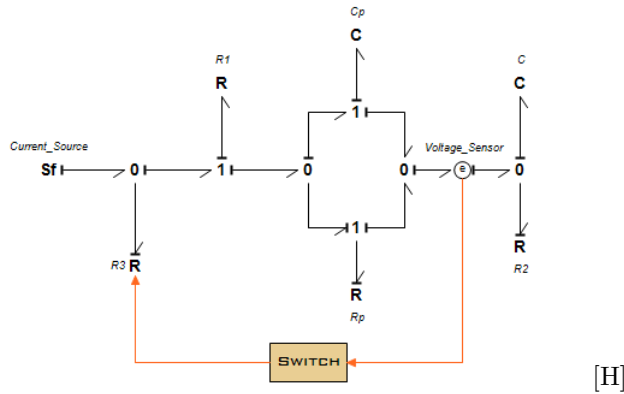 Cp
C
R1
R
1
C
C
Current_Source
Sf
0
1
0
0
Voltage_Sensor
e
0
1
R3 R
R
Rp
R
R2
SWITCH
[H]